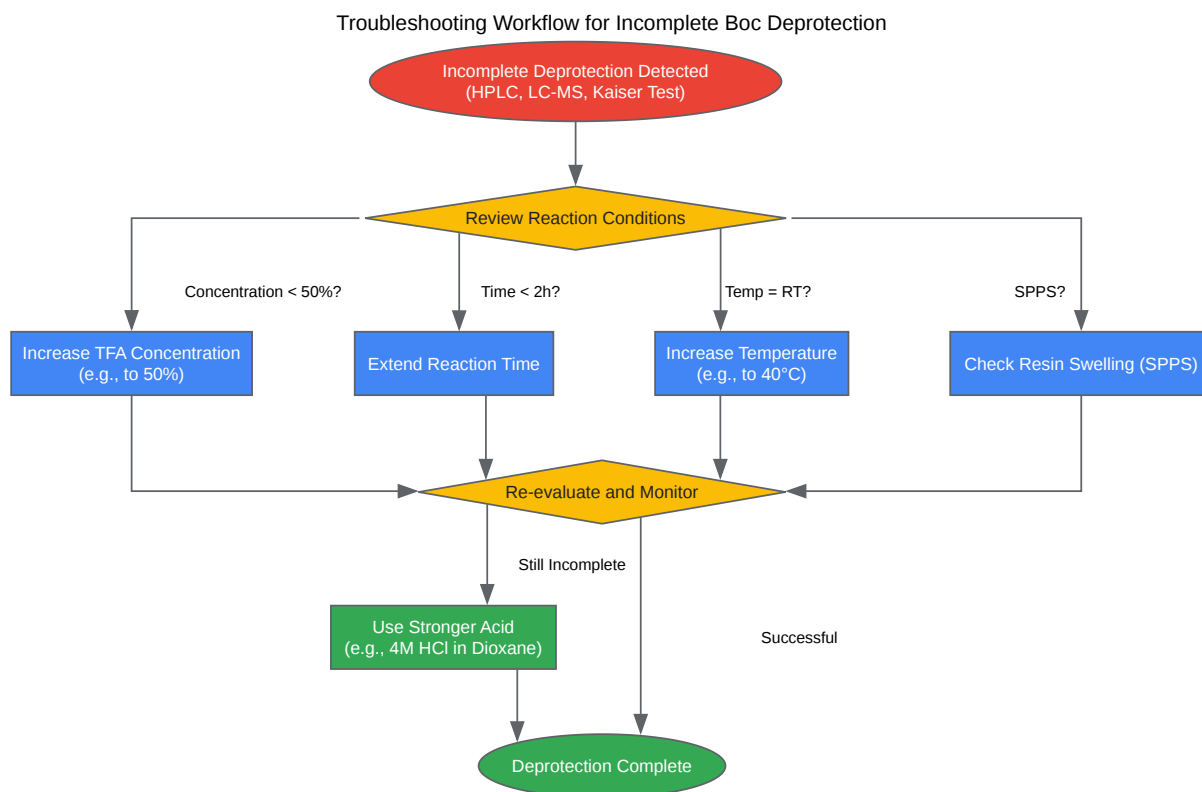 Troubleshooting Workflow for Incomplete Boc Deprotection
Incomplete Deprotection Detected
(HPLC, LC-MS, Kaiser Test)
Review Reaction Conditions
Concentration < 50%?
Time < 2h?
Temp = RT?
SPPS?
Increase TFA Concentration
(e.g., to 50%)
Extend Reaction Time
Increase Temperature
(e.g., to 40°C)
Check Resin Swelling (SPPS)
Re-evaluate and Monitor
Still Incomplete
Use Stronger Acid
(e.g., 4M HCl in Dioxane)
Successful
Deprotection Complete